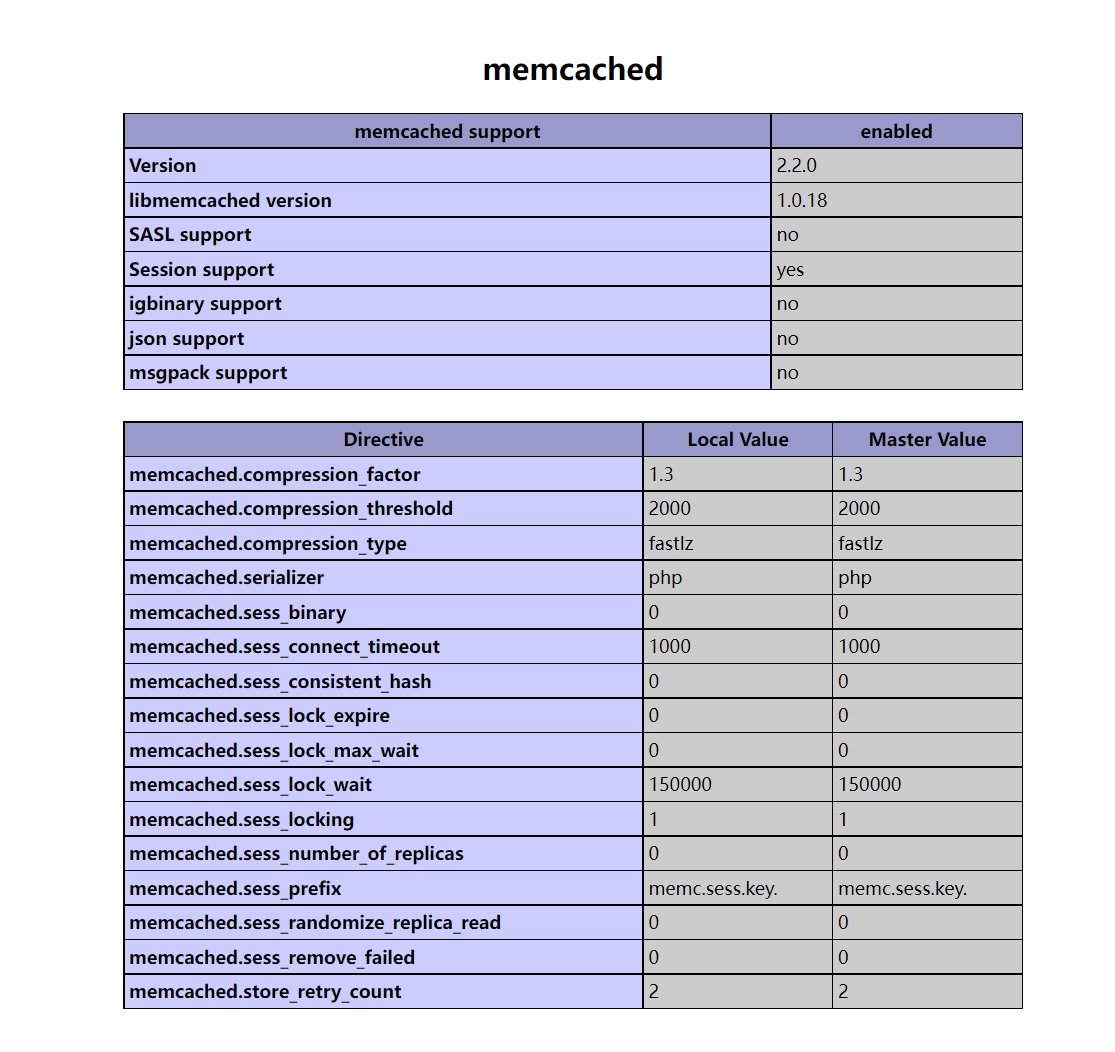 memcached
memcached support enabled
Version 2.2.0
libmemcached version 1.0.18
SASL support no
Session support yes
igbinary support no
json support no
msgpack support no
Directive Local Value Master Value
memcached.compression_factor 1.3 1.3
memcached.compression_threshold 2000 2000
memcached.compression_type fastlz fastlz
memcached.serializer php php
memcached.sess_binary 0 0
memcached.sess_connect_timeout 1000 1000
memcached.sess_consistent_hash 0 0
memcached.sess_lock_expire 0 0
memcached.sess_lock_max_wait 0 0
memcached.sess_lock_wait 150000 150000
memcached.sess_locking 1 1
memcached.sess_number_of_replicas 0 0
memcached.sess_prefix memc.sess.key. memc.sess.key.
memcached.sess_randomize_replica_read 0 0
memcached.sess_remove_failed 0 0
memcached.store_retry_count 2 2